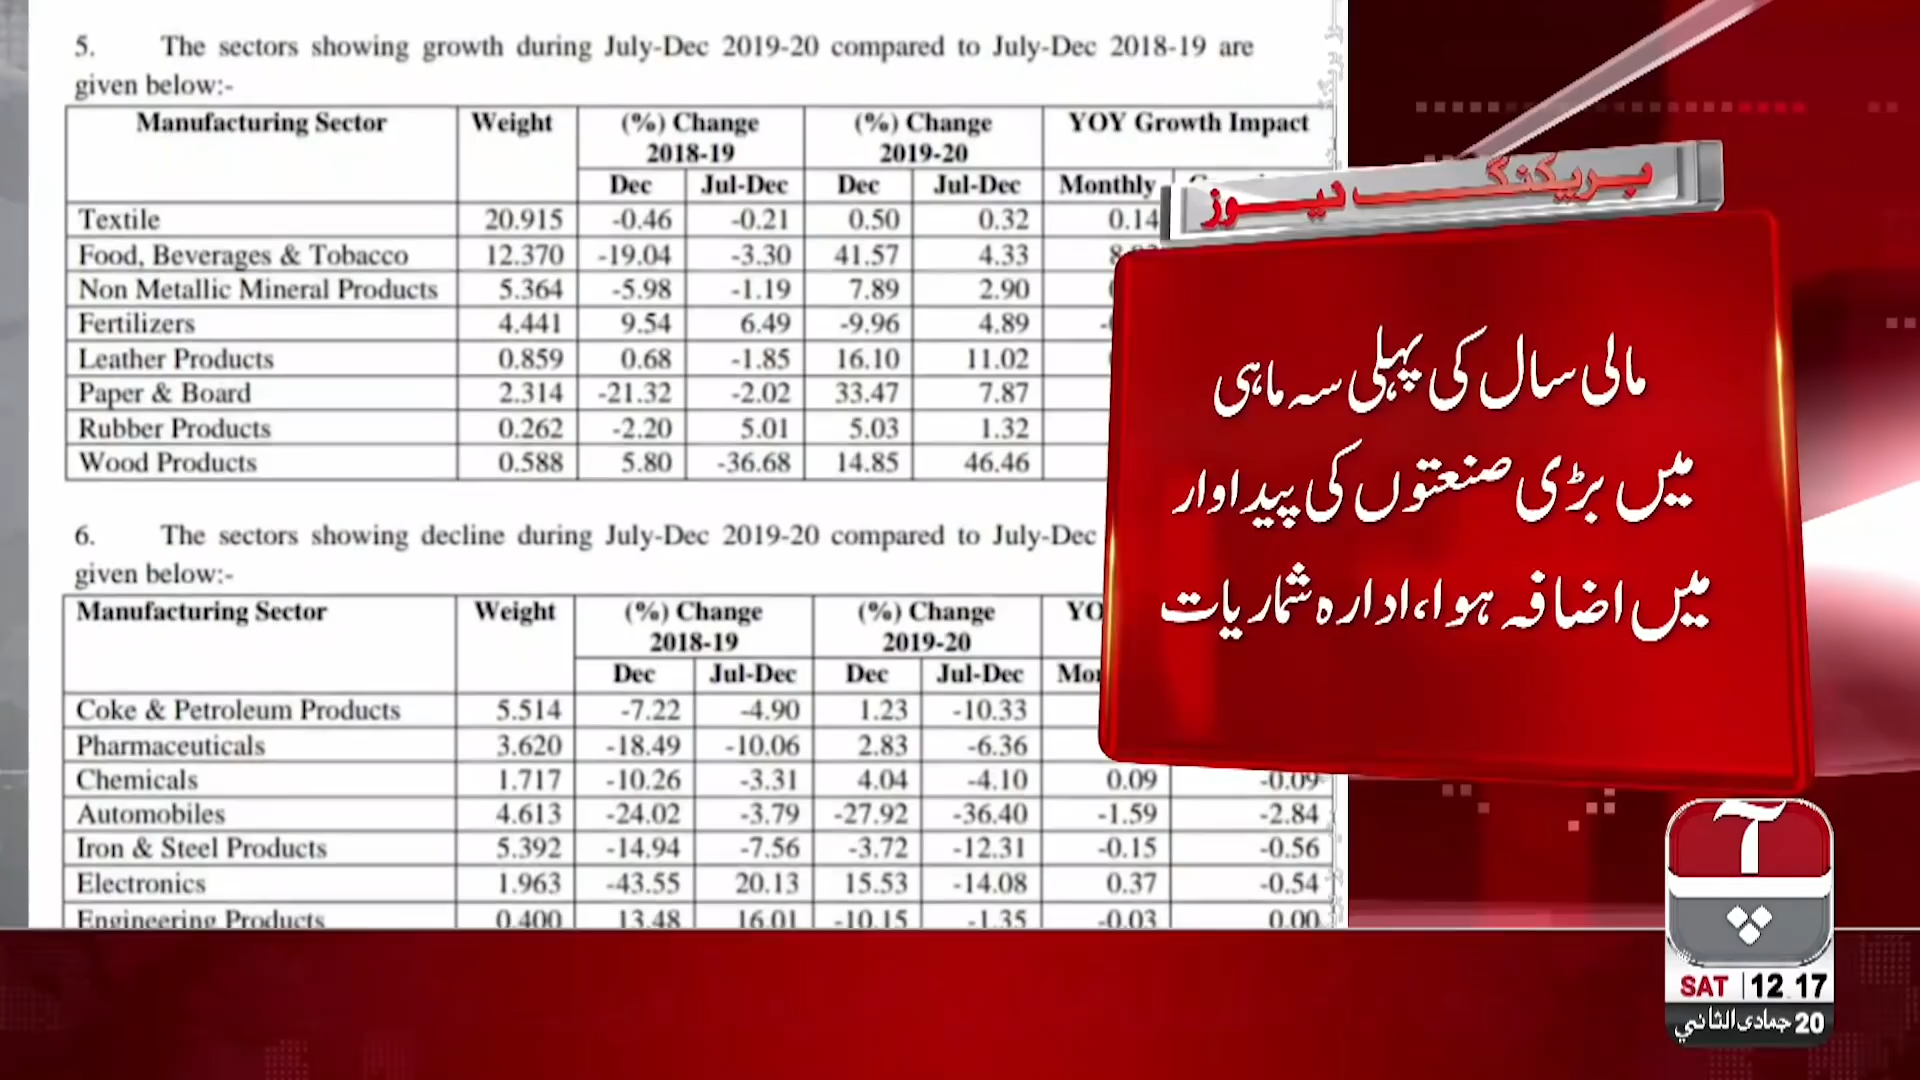 5. The sectors showing growth during July-Dec 2019-20 compared to July-Dec 2018-19 are
given below:-
Manufacturing Sector Weight (%) Change 2018-19 (%) Change 2019-20 YOY Growth Impact
Dec Jul-Dec Dec Jul-Dec Monthly
Textile 20.915 -0.46 -0.21 0.50 0.32 0.14
Food, Beverages & Tobacco 12.370 -19.04 -3.30 41.57 4.33
Non Metallic Mineral Products 5.364 -5.98 -1.19 7.89 2.90
Fertilizers 4.441 9.54 6.49 -9.96 4.89
Leather Products 0.859 0.68 -1.85 16.10 11.02
Paper & Board 2.314 -21.32 -2.02 33.47 7.87
Rubber Products 0.262 -2.20 5.01 5.03 1.32
Wood Products 0.588 5.80 -36.68 14.85 46.46
6. The sectors showing decline during July-Dec 2019-20 compared to July-Dec
given below:-
Manufacturing Sector Weight (%) Change 2018-19 (%) Change 2019-20
Dec Jul-Dec Dec Jul-Dec
Coke & Petroleum Products 5.514 -7.22 -4.90 1.23 -10.33
Pharmaceuticals 3.620 -18.49 -10.06 2.83 -6.36
Chemicals 1.717 -10.26 -3.31 4.04 -4.10 0.09 -0.09
Automobiles 4.613 -24.02 -3.79 -27.92 -36.40 -1.59 -2.84
Iron & Steel Products 5.392 -14.94 -7.56 -3.72 -12.31 -0.15 -0.56
Electronics 1.963 -43.55 20.13 15.53 -14.08 0.37 -0.54
Engineering Products 0.400 13.48 16.01 -10.15 -1.35 -0.03 0.00
بریکنگ نیوز
مالی سال کی پہلی سہ ماہی
میں بڑی صنعتوں کی پیداوار
میں اضافہ ہوا، ادارہ شماریات
آپ
SAT 12 17
20 جمادی الثانی